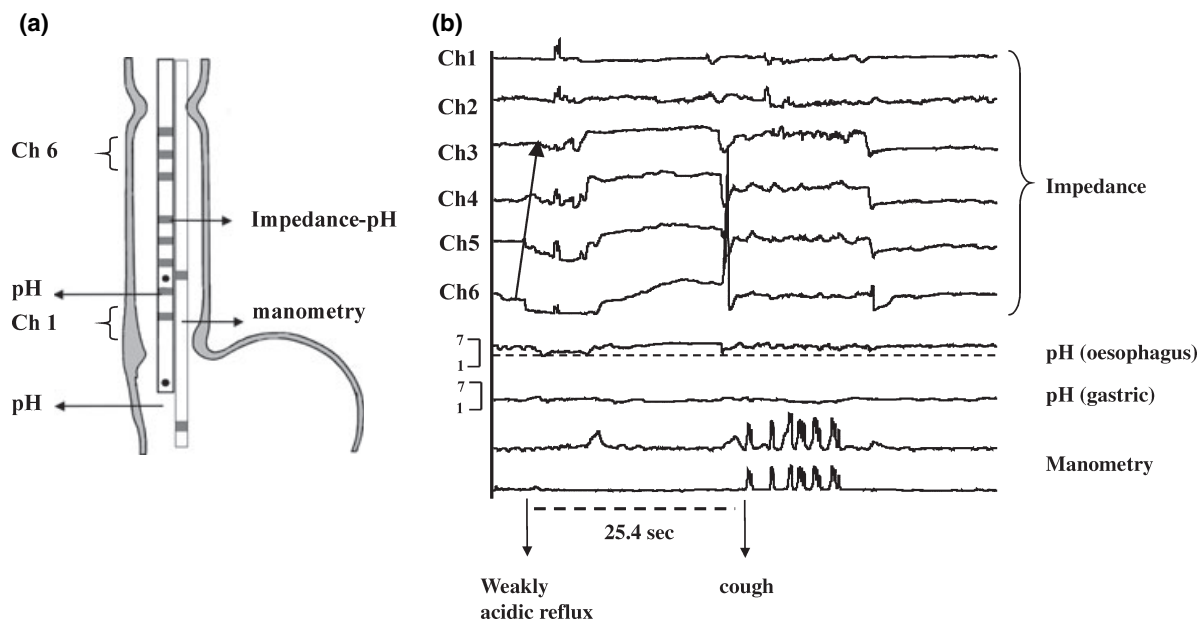 (a)
Ch 6
Impedance-pH
pH
manometry
Ch 1
pH
(b)
Ch1
Ch2
Ch3
Ch4
Ch5
Ch6
Impedance
7
1
pH (oesophagus)
7
1
pH (gastric)
Manometry
25.4 sec
Weakly
acidic reflux
cough